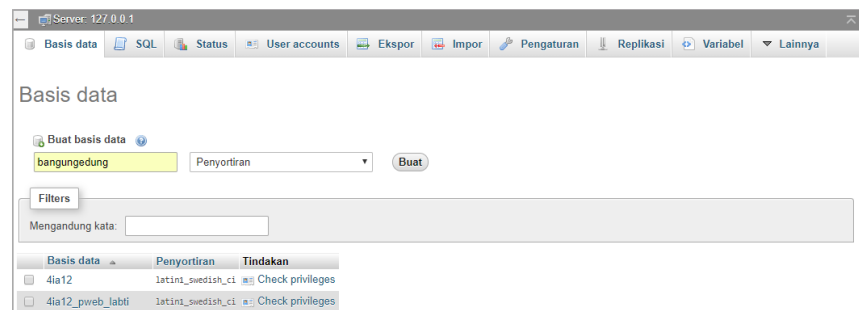 Server: 127.0.0.1
Basis data SQL Status User accounts Ekspor Impor Pengaturan Replikasi Variabel Lainnya
Basis data
Buat basis data
bangungedung Penyortiran Buat
Filters
Mengandung kata:
Basis data Penyortiran Tindakan
4ia12 latin1_swedish_ci Check privileges
4ia12_pweb_labti latin1_swedish_ci Check privileges